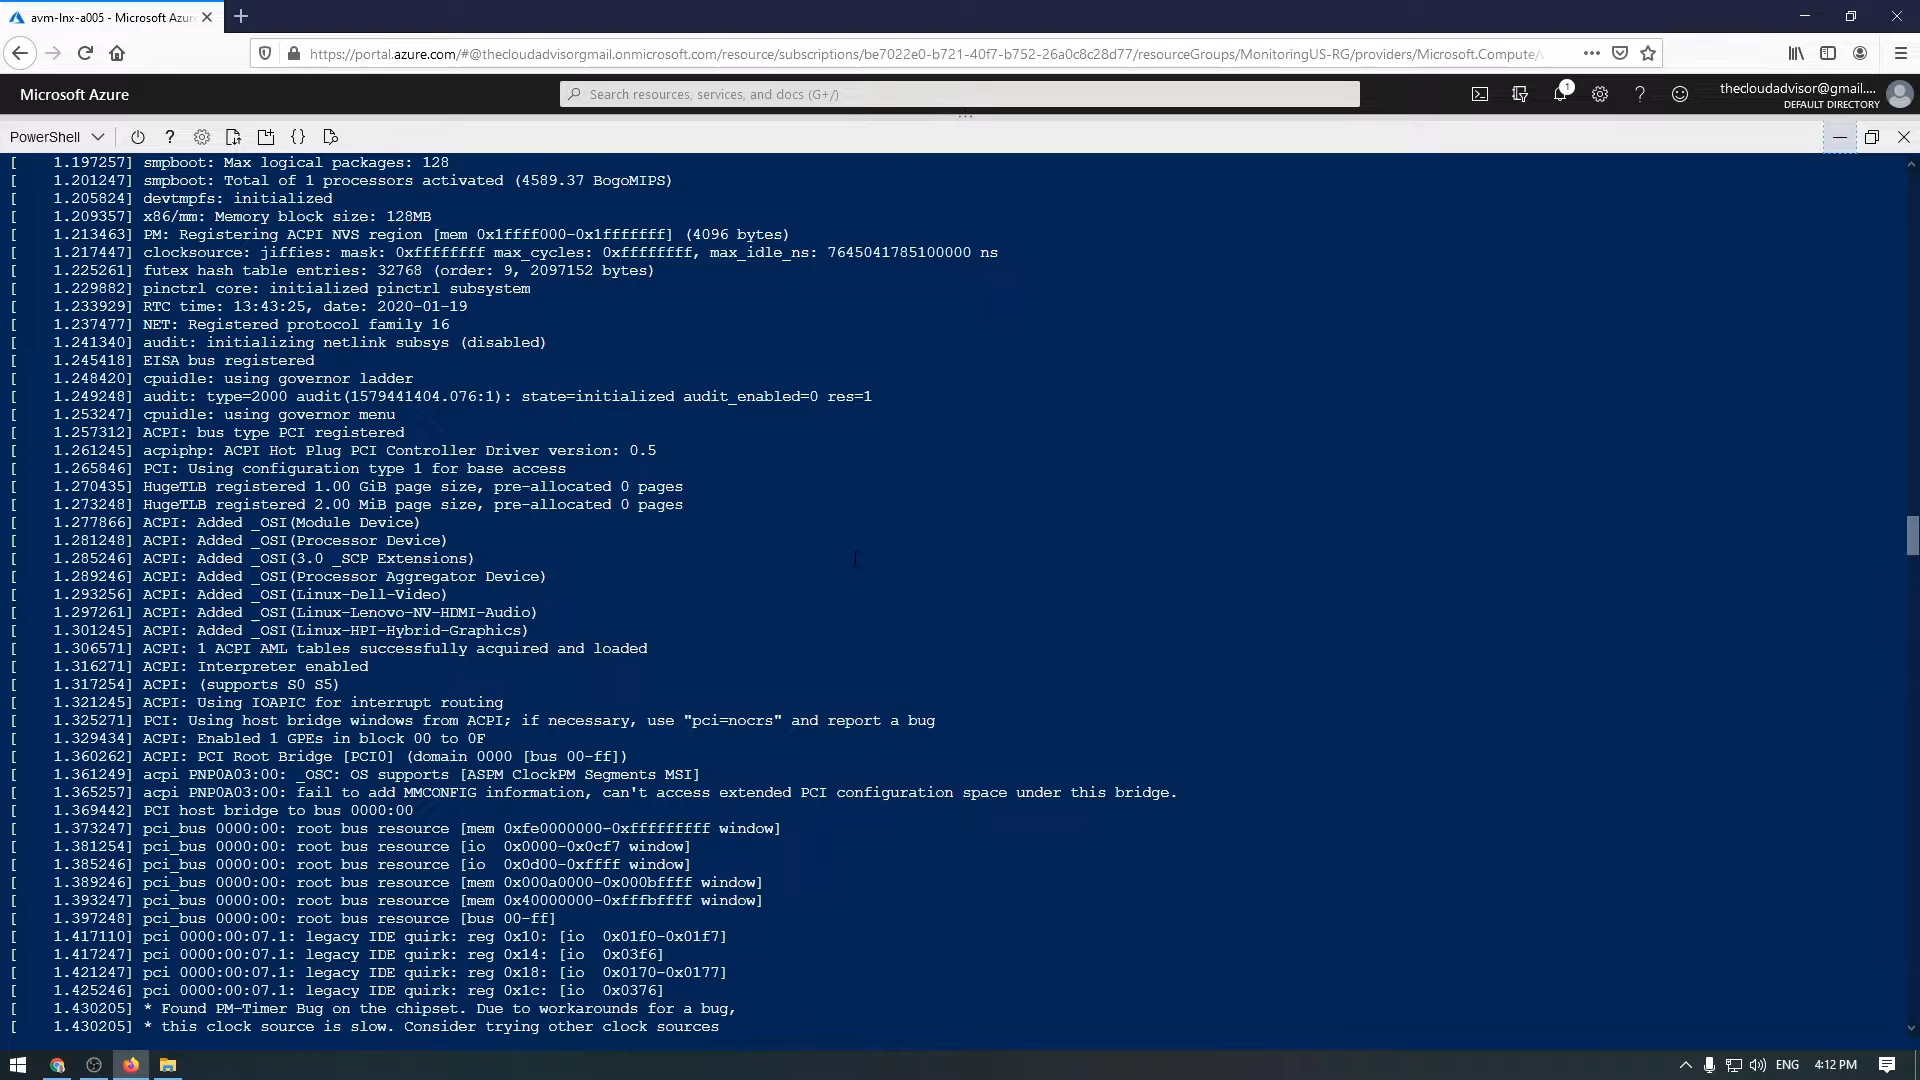 avm-lnx-a005 - Microsoft Azur
https://portal.azure.com/#@thecloudadvisorgmail.onmicrosoft.com/resource/subscriptions/be7022e0-b721-40f7-b752-26a0c8c28d77/resourceGroups/MonitoringUS-RG/providers/Microsoft.Compute/
Microsoft Azure
Search resources, services, and docs (G+/)
1
thecloudadvisor@gmail....
DEFAULT DIRECTORY
PowerShell
[    1.197257] smpboot: Max logical packages: 128
[    1.201247] smpboot: Total of 1 processors activated (4589.37 BogoMIPS)
[    1.205824] devtmpfs: initialized
[    1.209357] x86/mm: Memory block size: 128MB
[    1.213463] PM: Registering ACPI NVS region [mem 0x1ffff000-0x1fffffff] (4096 bytes)
[    1.217447] clocksource: jiffies: mask: 0xffffffff max_cycles: 0xffffffff, max_idle_ns: 7645041785100000 ns
[    1.225261] futex hash table entries: 32768 (order: 9, 2097152 bytes)
[    1.229882] pinctrl core: initialized pinctrl subsystem
[    1.233929] RTC time: 13:43:25, date: 2020-01-19
[    1.237477] NET: Registered protocol family 16
[    1.241340] audit: initializing netlink subsys (disabled)
[    1.245418] EISA bus registered
[    1.248420] cpuidle: using governor ladder
[    1.249248] audit: type=2000 audit(1579441404.076:1): state=initialized audit_enabled=0 res=1
[    1.253247] cpuidle: using governor menu
[    1.257312] ACPI: bus type PCI registered
[    1.261245] acpiphp: ACPI Hot Plug PCI Controller Driver version: 0.5
[    1.265846] PCI: Using configuration type 1 for base access
[    1.270435] HugeTLB registered 1.00 GiB page size, pre-allocated 0 pages
[    1.273248] HugeTLB registered 2.00 MiB page size, pre-allocated 0 pages
[    1.277866] ACPI: Added _OSI(Module Device)
[    1.281248] ACPI: Added _OSI(Processor Device)
[    1.285246] ACPI: Added _OSI(3.0 _SCP Extensions)
[    1.289246] ACPI: Added _OSI(Processor Aggregator Device)
[    1.293256] ACPI: Added _OSI(Linux-Dell-Video)
[    1.297261] ACPI: Added _OSI(Linux-Lenovo-NV-HDMI-Audio)
[    1.301245] ACPI: Added _OSI(Linux-HPI-Hybrid-Graphics)
[    1.306571] ACPI: 1 ACPI AML tables successfully acquired and loaded
[    1.316271] ACPI: Interpreter enabled
[    1.317254] ACPI: (supports S0 S5)
[    1.321245] ACPI: Using IOAPIC for interrupt routing
[    1.325271] PCI: Using host bridge windows from ACPI; if necessary, use "pci=nocrs" and report a bug
[    1.329434] ACPI: Enabled 1 GPEs in block 00 to 0F
[    1.360262] ACPI: PCI Root Bridge [PCI0] (domain 0000 [bus 00-ff])
[    1.361249] acpi PNP0A03:00: _OSC: OS supports [ASPM ClockPM Segments MSI]
[    1.365257] acpi PNP0A03:00: fail to add MMCONFIG information, can't access extended PCI configuration space under this bridge.
[    1.369442] PCI host bridge to bus 0000:00
[    1.373247] pci_bus 0000:00: root bus resource [mem 0xfe0000000-0xfffffffff window]
[    1.381254] pci_bus 0000:00: root bus resource [io  0x0000-0x0cf7 window]
[    1.385246] pci_bus 0000:00: root bus resource [io  0x0d00-0xffff window]
[    1.389246] pci_bus 0000:00: root bus resource [mem 0x000a0000-0x000bffff window]
[    1.393247] pci_bus 0000:00: root bus resource [mem 0x40000000-0xfffbffff window]
[    1.397248] pci_bus 0000:00: root bus resource [bus 00-ff]
[    1.417110] pci 0000:00:07.1: legacy IDE quirk: reg 0x10: [io  0x01f0-0x01f7]
[    1.417247] pci 0000:00:07.1: legacy IDE quirk: reg 0x14: [io  0x03f6]
[    1.421247] pci 0000:00:07.1: legacy IDE quirk: reg 0x18: [io  0x0170-0x0177]
[    1.425246] pci 0000:00:07.1: legacy IDE quirk: reg 0x1c: [io  0x0376]
[    1.430205] * Found PM-Timer Bug on the chipset. Due to workarounds for a bug,
[    1.430205] * this clock source is slow. Consider trying other clock sources
ENG
4:12 PM